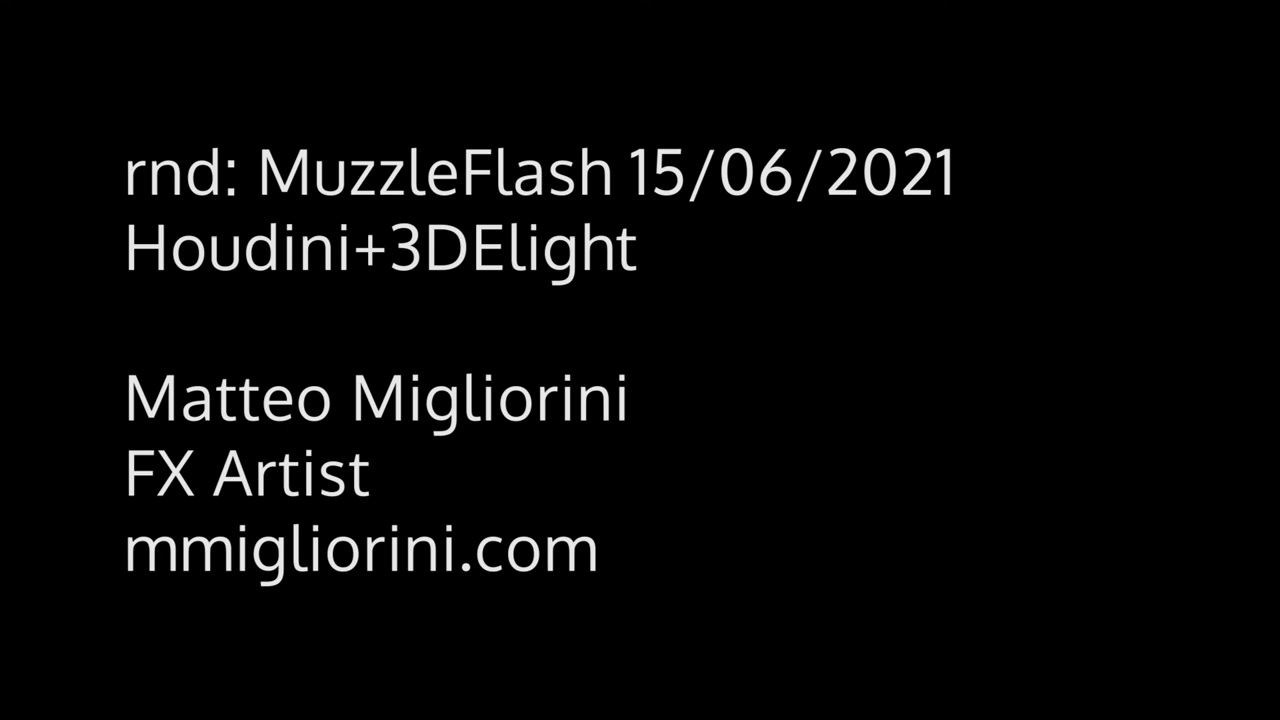 rnd: MuzzleFlash 15/06/2021
Houdini+3DElight
Matteo Migliorini
FX Artist
mmigliorini.com